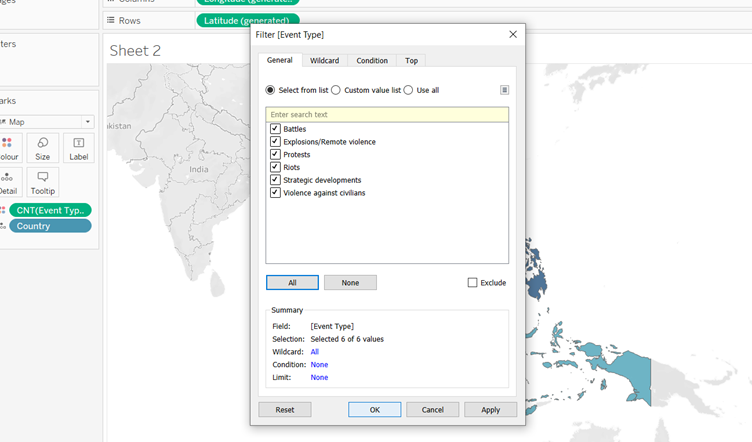 ages
Columns
Longitude (generate..
Rows
Latitude (generated)
Filter [Event Type]
Sheet 2
General
Wildcard
Condition
Top
Select from list
Custom value list
Use all
Enter search text
Battles
Explosions/Remote violence
Protests
Riots
Strategic developments
Violence against civilians
All
None
Exclude
Summary
Field: [Event Type]
Selection: Selected 6 of 6 values
Wildcard: All
Condition: None
Limit: None
Reset
OK
Cancel
Apply
ters
arks
Map
olour
Size
Label
Detail
Tooltip
CNT(Event Typ..
Country
kistan
India